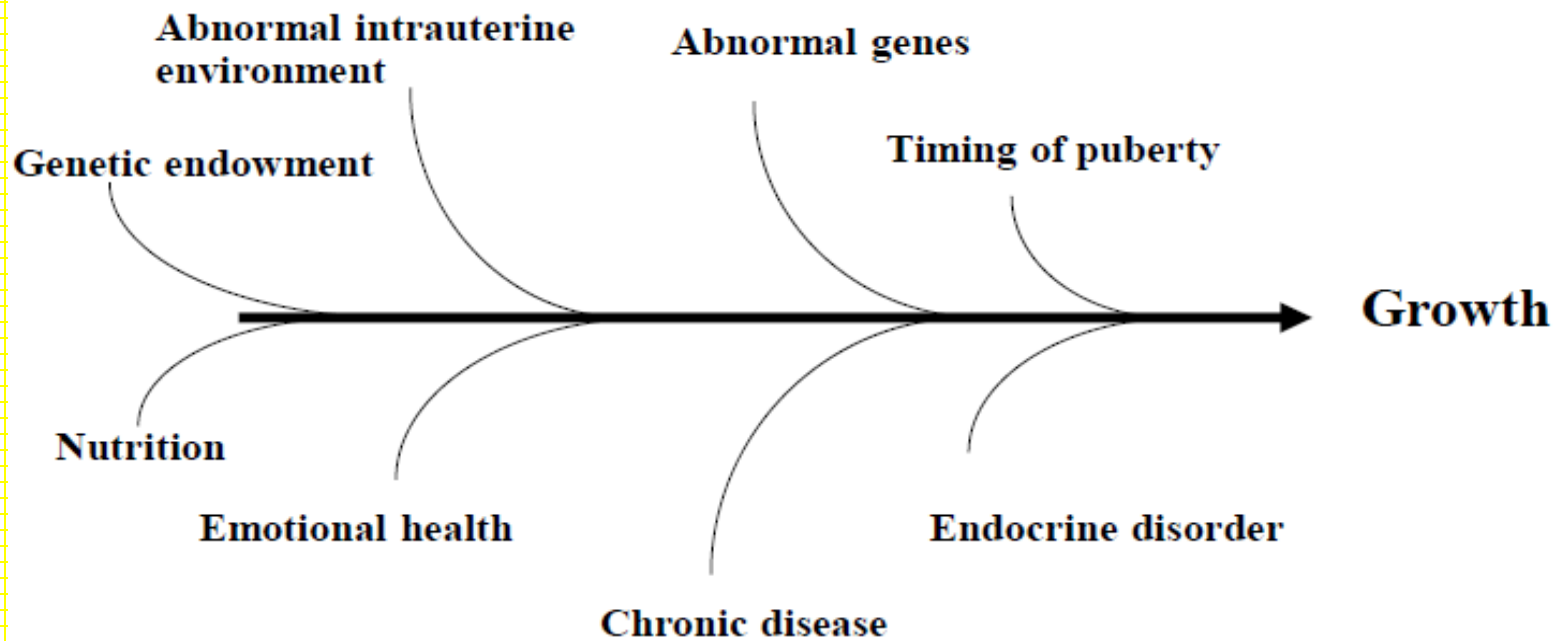 Abnormal intrauterine
environment
Abnormal genes
Timing of puberty
Genetic endowment
Growth
Nutrition
Emotional health
Endocrine disorder
Chronic disease